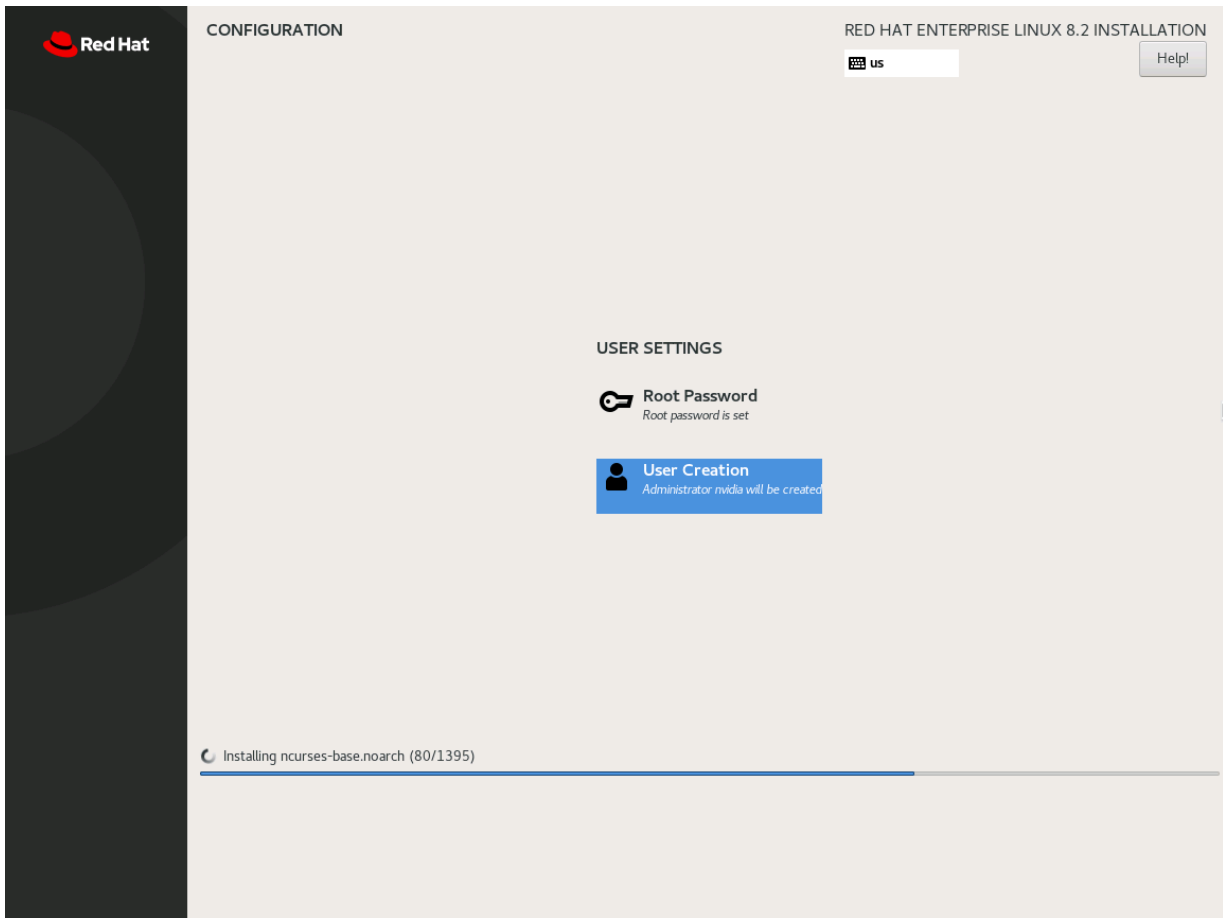 Red Hat
CONFIGURATION
RED HAT ENTERPRISE LINUX 8.2 INSTALLATION
us
Help!
USER SETTINGS
Root Password
Root password is set
User Creation
Administrator nvidia will be created
Installing ncurses-base.noarch (80/1395)